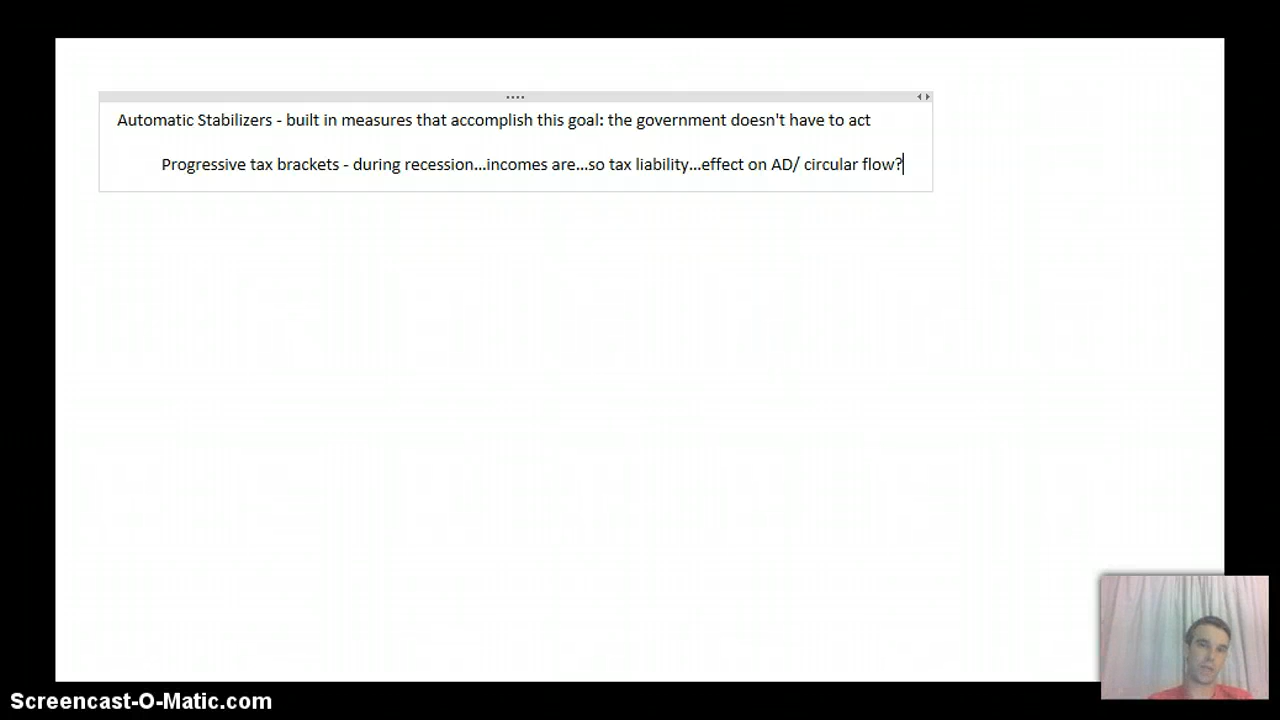 Automatic Stabilizers - built in measures that accomplish this goal: the government doesn't have to act
Progressive tax brackets - during recession...incomes are...so tax liability...effect on AD/ circular flow?
Screencast-O-Matic.com